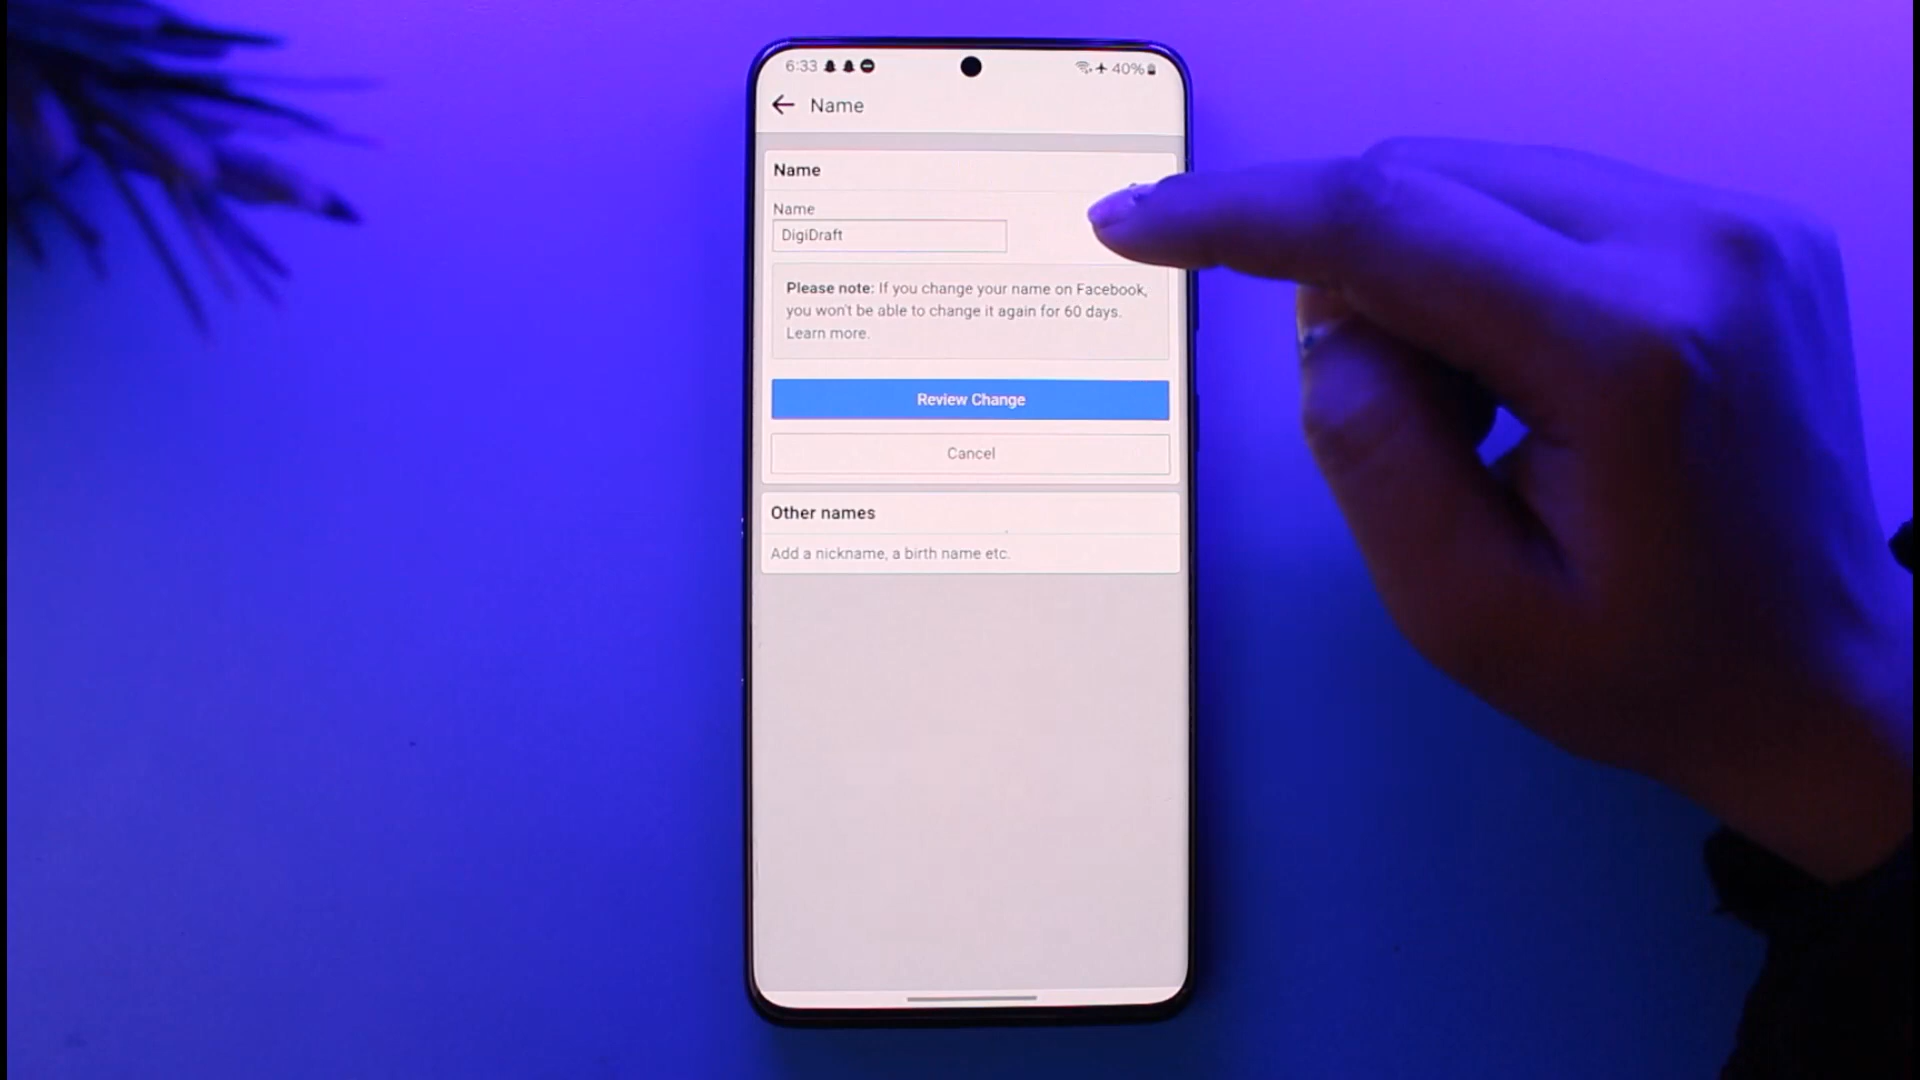 6:33 40%
Name
Name
Name
DigiDraft
Please note: If you change your name on Facebook,
you won't be able to change it again for 60 days.
Learn more.
Review Change
Cancel
Other names
Add a nickname, a birth name etc.